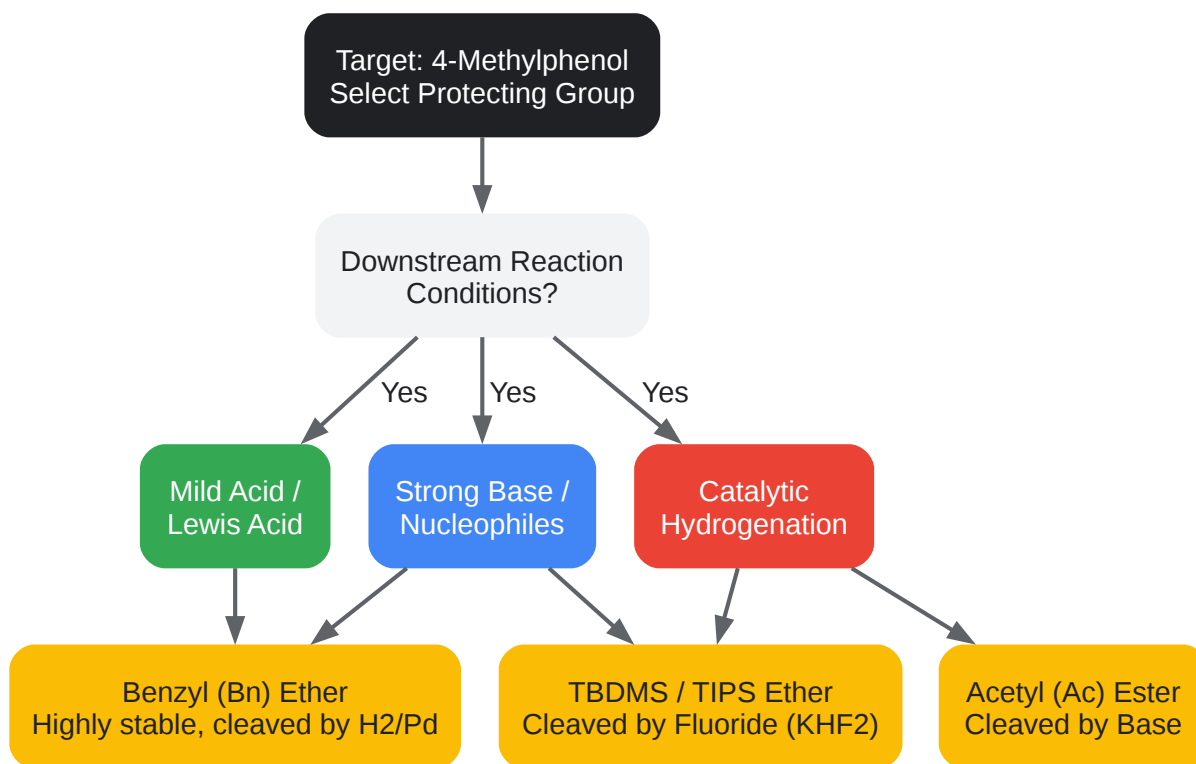 Target: 4-Methylphenol
Select Protecting Group
Downstream Reaction
Conditions?
Yes
Yes
Yes
Mild Acid /
Lewis Acid
Strong Base /
Nucleophiles
Catalytic
Hydrogenation
Benzyl (Bn) Ether
Highly stable, cleaved by H2/Pd
TBDMS / TIPS Ether
Cleaved by Fluoride (KHF2)
Acetyl (Ac) Ester
Cleaved by Base